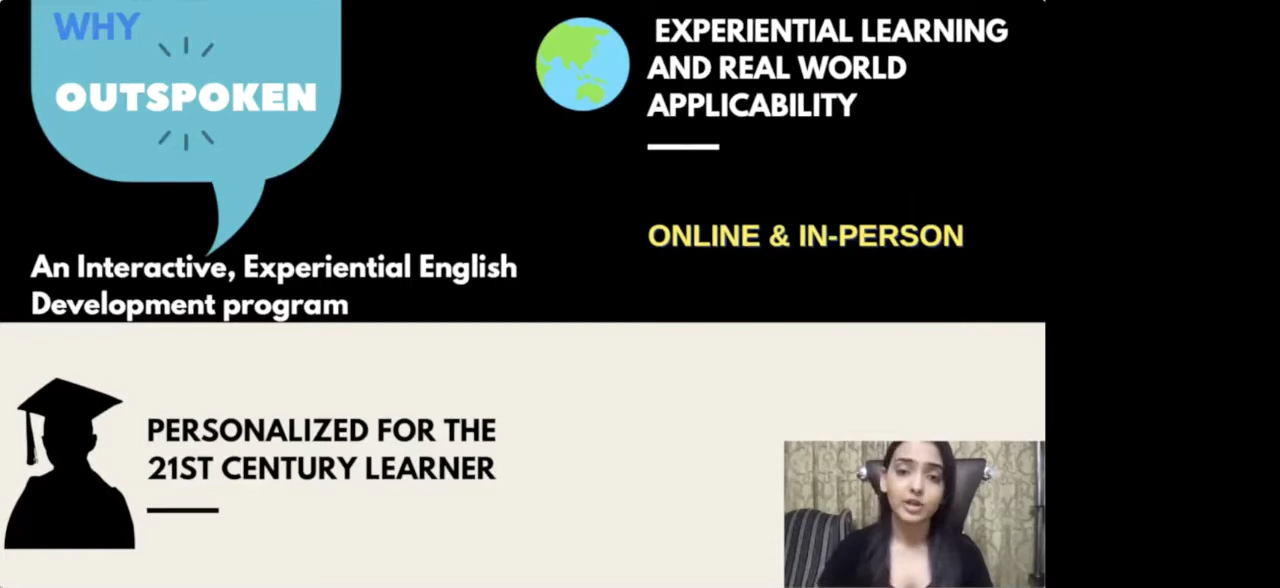 WHY
OUTSPOKEN
An Interactive, Experiential English
Development program
EXPERIENTIAL LEARNING
AND REAL WORLD
APPLICABILITY
ONLINE & IN-PERSON
PERSONALIZED FOR THE
21ST CENTURY LEARNER